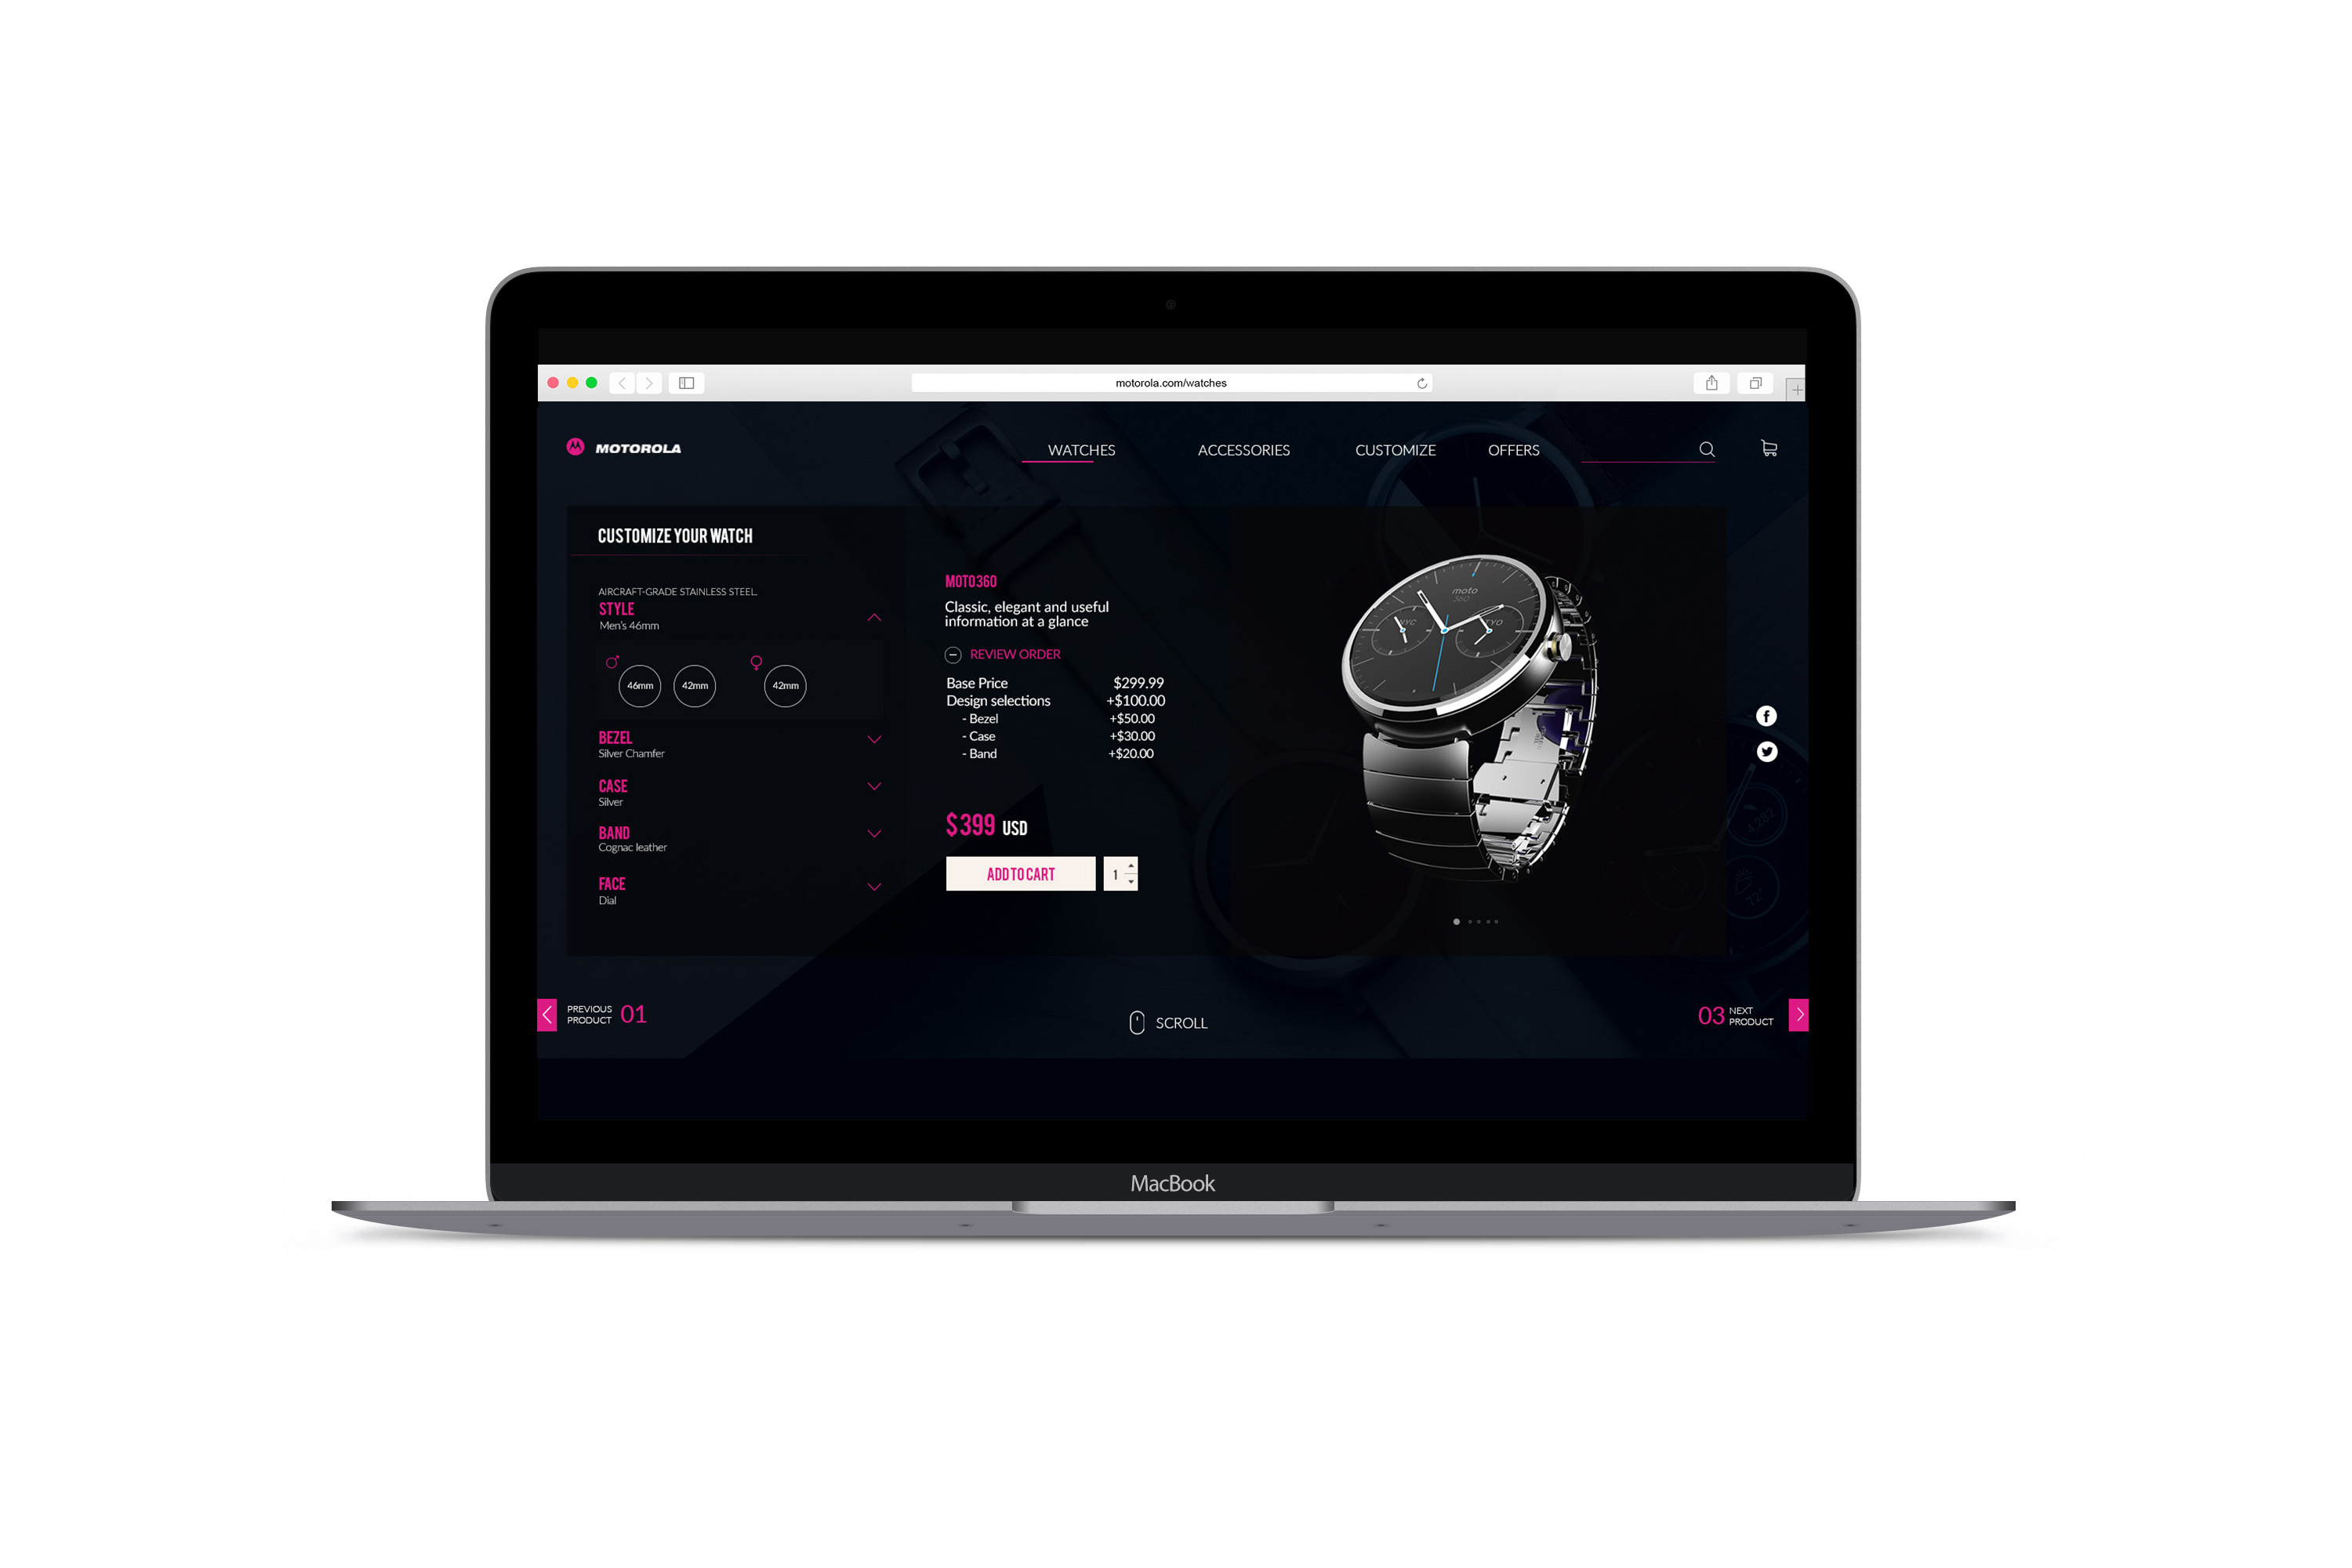 motorola.com/watches
MOTOROLA
WATCHES
ACCESSORIES
CUSTOMIZE
OFFERS
CUSTOMIZE YOUR WATCH
AIRCRAFT-GRADE STAINLESS STEEL.
STYLE
Men's 46mm
46mm
42mm
42mm
BEZEL
Silver Chamfer
CASE
Silver
BAND
Cognac leather
FACE
Dial
MOTO360
Classic, elegant and useful
information at a glance
REVIEW ORDER
Base Price $299.99
Design selections +$100.00
- Bezel +$50.00
- Case +$30.00
- Band +$20.00
$399 USD
ADD TO CART
1
moto
360
NYC
TYO
4,282
72°
PREVIOUS
PRODUCT
01
SCROLL
03
NEXT
PRODUCT
MacBook